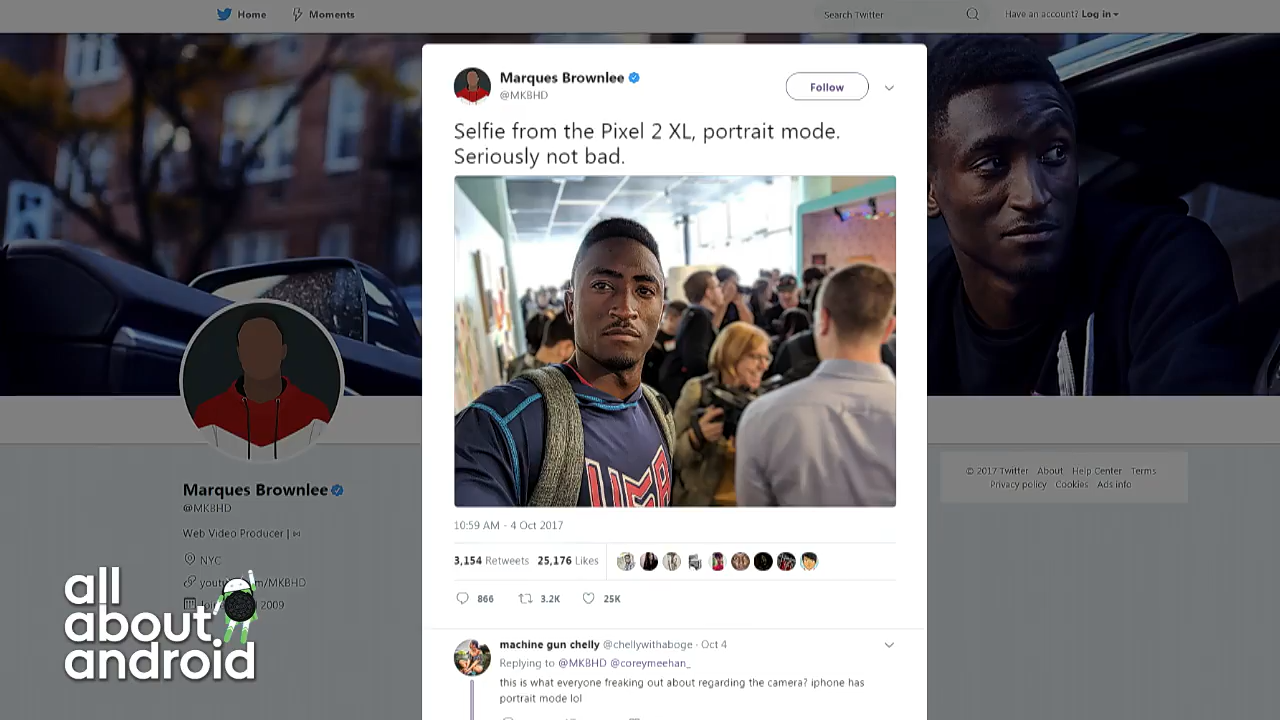 Home
Moments
Search Twitter
Have an account? Log in
Marques Brownlee
@MKBHD
Follow
Selfie from the Pixel 2 XL, portrait mode.
Seriously not bad.
USA
10:59 AM - 4 Oct 2017
3,154 Retweets 25,176 Likes
866 3.2K 25K
machine gun chelly @chellywithaboge · Oct 4
Replying to @MKBHD @coreymeehan_
this is what everyone freaking out about regarding the camera? iphone has
portrait mode lol
Marques Brownlee
@MKBHD
Web Video Producer |
NYC
2009
all
about
android
© 2017 Twitter About Help Center Terms
Privacy policy Cookies Ads info